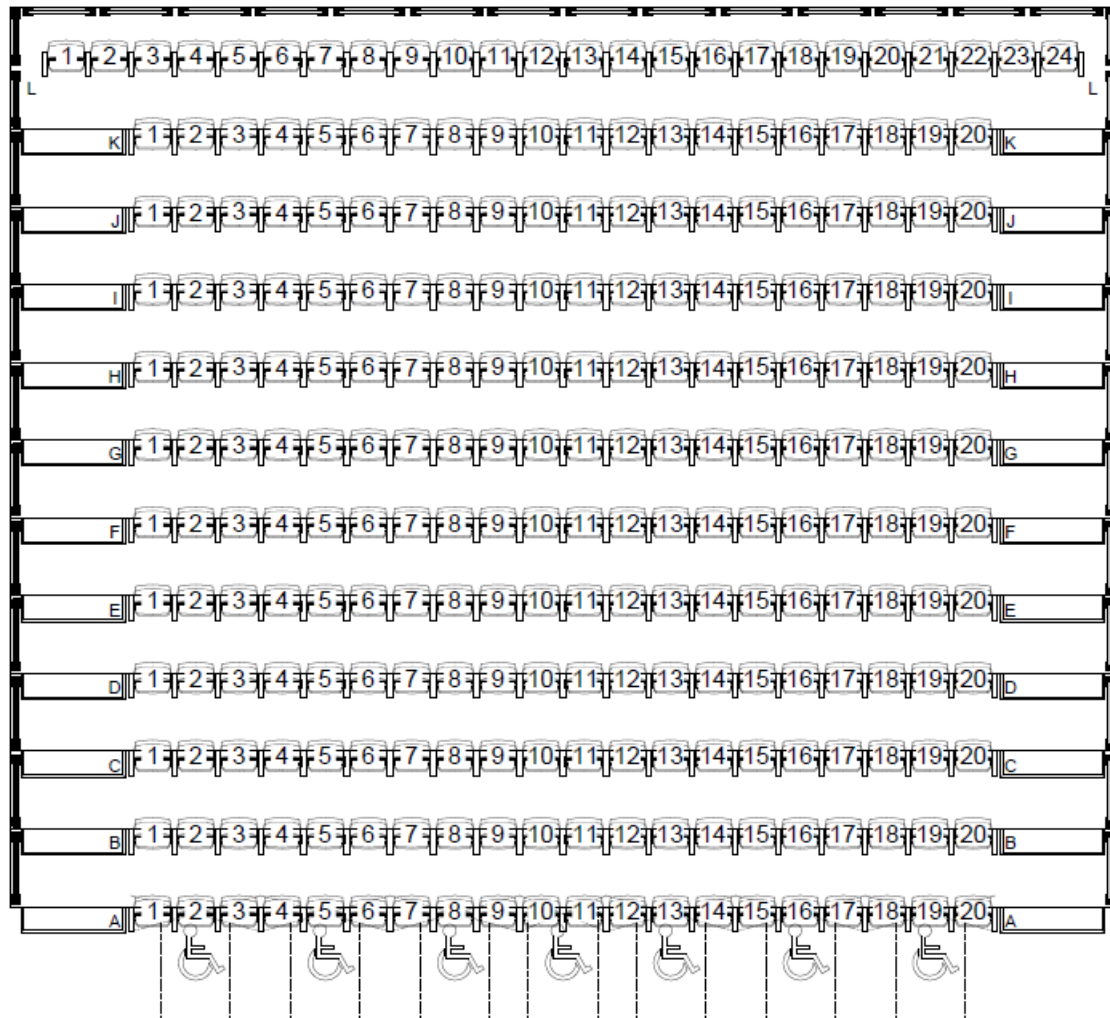 1 2 3 4 5 6 7 8 9 10 11 12 13 14 15 16 17 18 19 20 21 22 23 24
L L
K 1 2 3 4 5 6 7 8 9 10 11 12 13 14 15 16 17 18 19 20 K
J 1 2 3 4 5 6 7 8 9 10 11 12 13 14 15 16 17 18 19 20 J
I 1 2 3 4 5 6 7 8 9 10 11 12 13 14 15 16 17 18 19 20 I
H 1 2 3 4 5 6 7 8 9 10 11 12 13 14 15 16 17 18 19 20 H
G 1 2 3 4 5 6 7 8 9 10 11 12 13 14 15 16 17 18 19 20 G
F 1 2 3 4 5 6 7 8 9 10 11 12 13 14 15 16 17 18 19 20 F
E 1 2 3 4 5 6 7 8 9 10 11 12 13 14 15 16 17 18 19 20 E
D 1 2 3 4 5 6 7 8 9 10 11 12 13 14 15 16 17 18 19 20 D
C 1 2 3 4 5 6 7 8 9 10 11 12 13 14 15 16 17 18 19 20 C
B 1 2 3 4 5 6 7 8 9 10 11 12 13 14 15 16 17 18 19 20 B
A 1 2 3 4 5 6 7 8 9 10 11 12 13 14 15 16 17 18 19 20 A